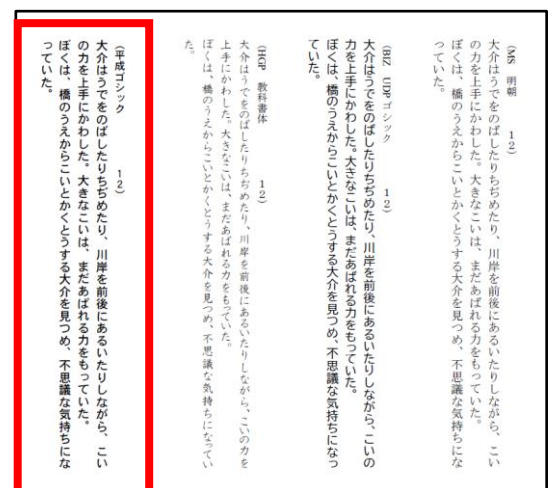 （MS　明朝　　１２）
大介はうでをのばしたりちぢめたり、川岸を前後にあるいたりしながら、こい
の力を上手にかわした。大きなこいは、まだあばれる力をもっていた。
ぼくは、橋のうえからこいとかくとうする大介を見つめ、不思議な気持ちにな
っていた。
（BIZ　UDPゴシック　　１２）
大介はうでをのばしたりちぢめたり、川岸を前後にあるいたりしながら、こいの
力を上手にかわした。大きなこいは、まだあばれる力をもっていた。
ぼくは、橋のうえからこいとかくとうする大介を見つめ、不思議な気持ちになっ
ていた。
（HGP　教科書体　　１２）
大介はうでをのばしたりちぢめたり、川岸を前後にあるいたりしながら、こいの力を
上手にかわした。大きなこいは、まだあばれる力をもっていた。
ぼくは、橋のうえからこいとかくとうする大介を見つめ、不思議な気持ちになってい
た。
（平成ゴシック　　１２）
大介はうでをのばしたりちぢめたり、川岸を前後にあるいたりしながら、こい
の力を上手にかわした。大きなこいは、まだあばれる力をもっていた。
ぼくは、橋のうえからこいとかくとうする大介を見つめ、不思議な気持ちにな
っていた。